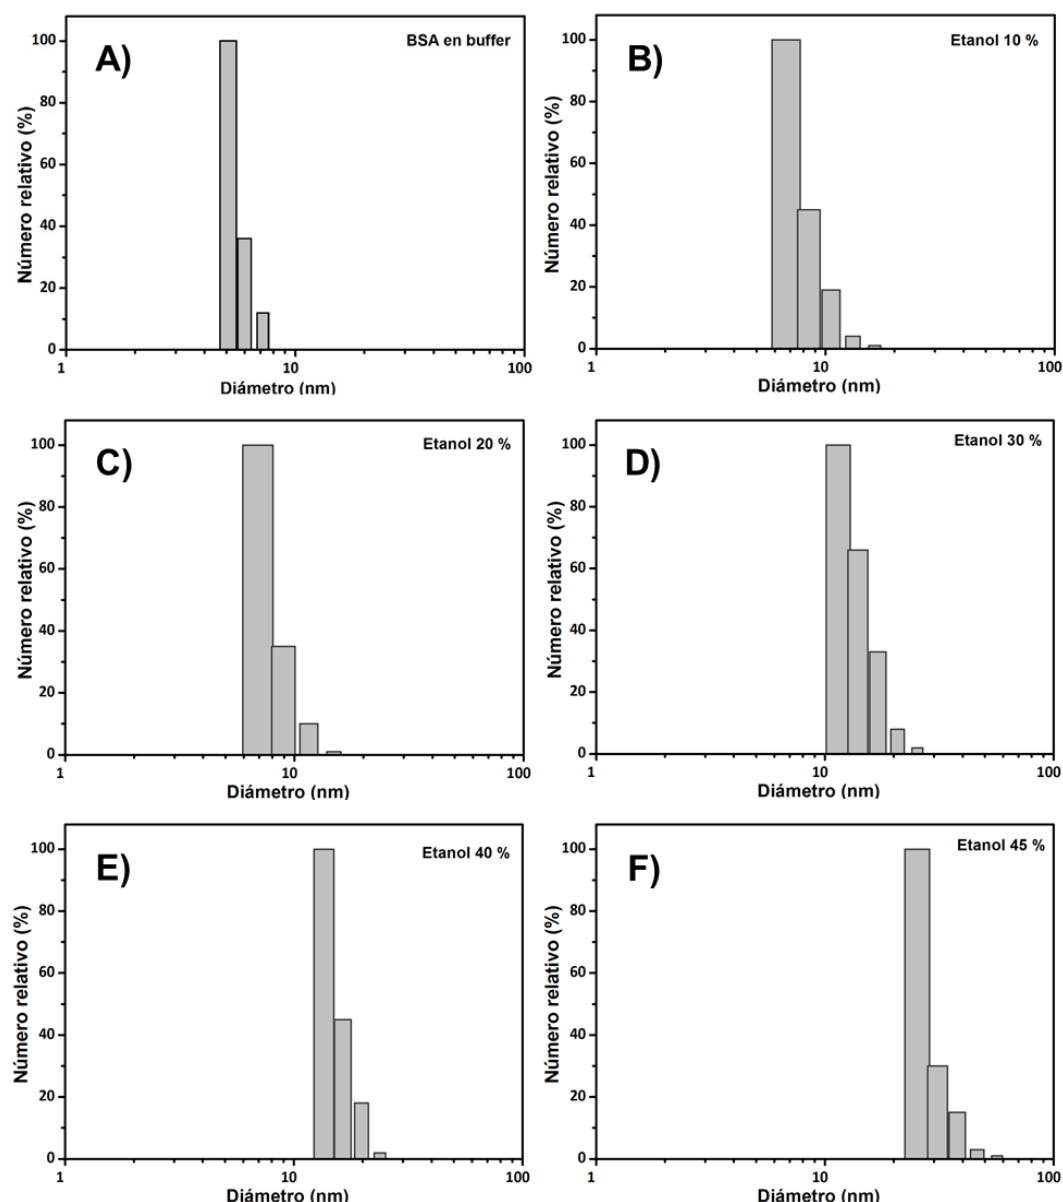 A)
BSA en buffer
Número relativo (%)
100
80
60
40
20
0
1
10
100
Diámetro (nm)
B)
Etanol 10 %
Número relativo (%)
100
80
60
40
20
0
1
10
100
Diámetro (nm)
C)
Etanol 20 %
Número relativo (%)
100
80
60
40
20
0
1
10
100
Diámetro (nm)
D)
Etanol 30 %
Número relativo (%)
100
80
60
40
20
0
1
10
100
Diámetro (nm)
E)
Etanol 40 %
Número relativo (%)
100
80
60
40
20
0
1
10
100
Diámetro (nm)
F)
Etanol 45 %
Número relativo (%)
100
80
60
40
20
0
1
10
100
Diámetro (nm)